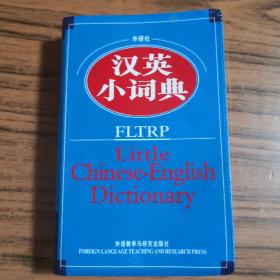 外研社
汉英
小词典
FLTRP
Little
Chinese-English
Dictionary
外语教学与研究出版社
FOREIGN LANGUAGE TEACHING AND RESEARCH PRESS